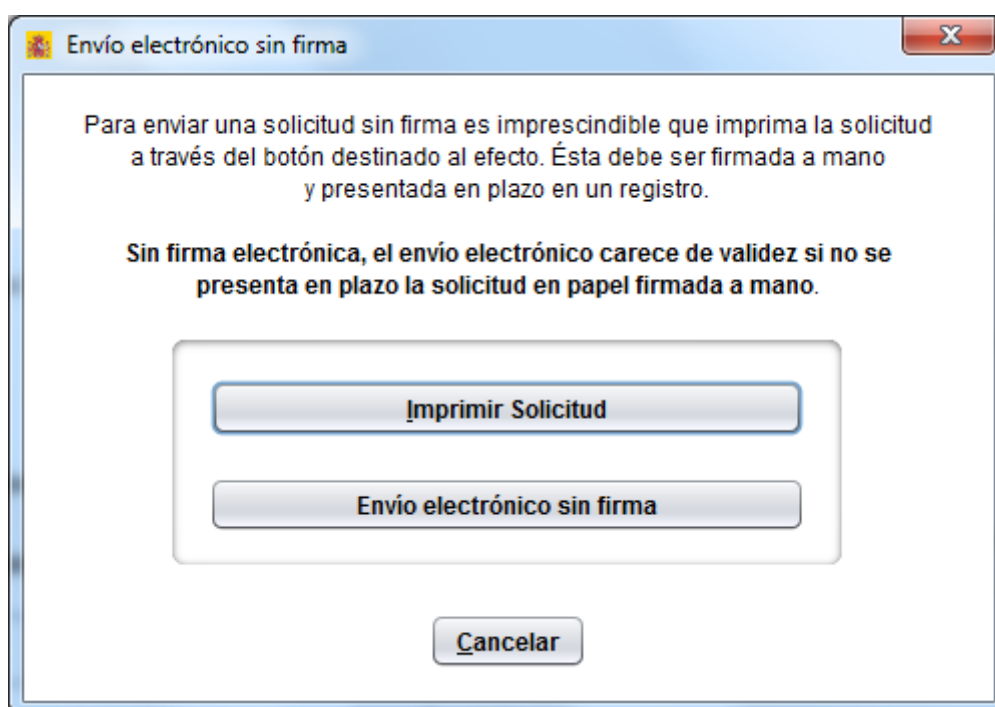 Envío electrónico sin firma
Para enviar una solicitud sin firma es imprescindible que imprima la solicitud
a través del botón destinado al efecto. Ésta debe ser firmada a mano
y presentada en plazo en un registro.
Sin firma electrónica, el envío electrónico carece de validez si no se
presenta en plazo la solicitud en papel firmada a mano.
Imprimir Solicitud
Envío electrónico sin firma
Cancelar